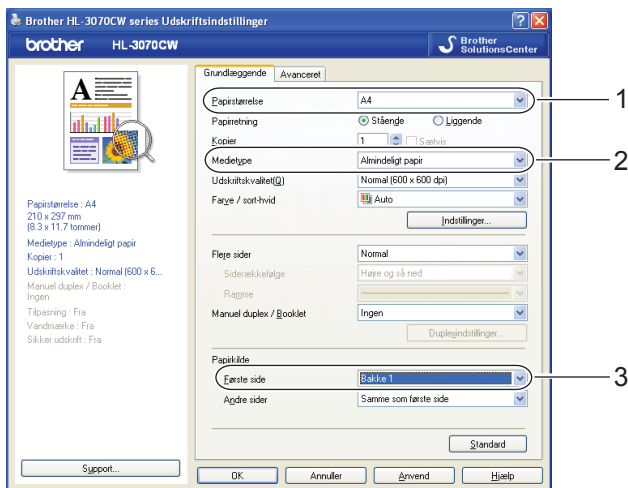 Brother HL-3070CW series Udskriftsindstillinger
brother HL-3070CW
Brother
SolutionsCenter
Grundlæggende Avanceret
Papirstørrelse A4 1
Papirretning Stående Liggende
Kopier 1 Sætvis
Medietype Almindeligt papir 2
Udskriftskvalitet(Q) Normal (600 x 600 dpi)
Farve / sort-hvid Auto
Indstillinger...
Flere sider Normal
Siderækkefølge Højre og så ned
Ramme
Manuel duplex / Booklet Ingen
Duplexindstillinger...
Papirkilde
Første side Bakke 1 3
Andre sider Samme som første side
Standard
Papirstørrelse : A4
210 x 297 mm
(8.3 x 11.7 tommer)
Medietype : Almindeligt papir
Kopier : 1
Udskriftskvalitet : Normal (600 x 6...
Manuel duplex / Booklet :
Ingen
Tilpasning : Fra
Vandmærke : Fra
Sikker udskrift : Fra
Support...
OK Annuller Anvend Hjælp